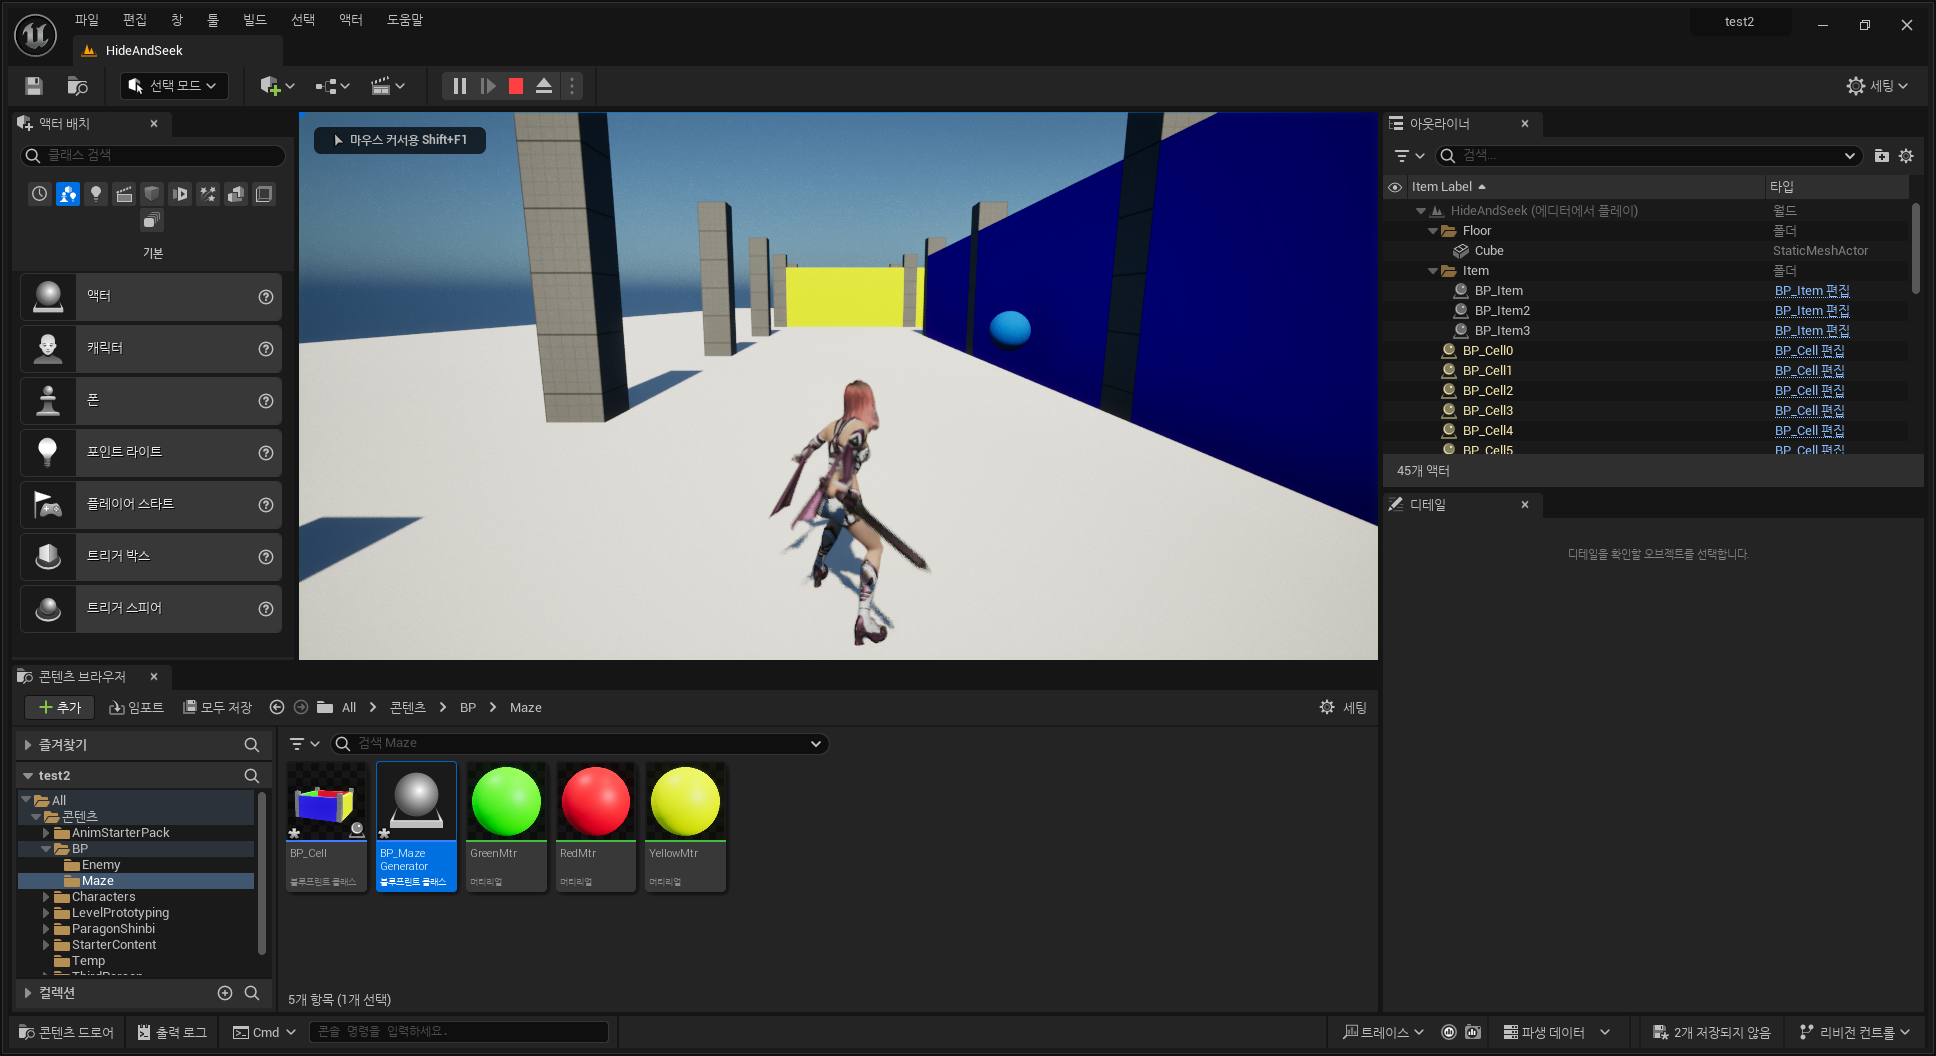 파일 편집 창 툴 빌드 선택 액터 도움말
test2
HideAndSeek
선택 모드
세팅
액터 배치
클래스 검색
기본
액터
캐릭터
폰
포인트 라이트
플레이어 스타트
트리거 박스
트리거 스피어
마우스 커서용 Shift+F1
아웃라이너
검색...
Item Label 타입
HideAndSeek (에디터에서 플레이) 월드
Floor 폴더
Cube StaticMeshActor
Item 폴더
BP_Item BP_Item 편집
BP_Item2 BP_Item 편집
BP_Item3 BP_Item 편집
BP_Cell0 BP_Cell 편집
BP_Cell1 BP_Cell 편집
BP_Cell2 BP_Cell 편집
BP_Cell3 BP_Cell 편집
BP_Cell4 BP_Cell 편집
BP_Cell5 BP_Cell 편집
45개 액터
디테일
디테일을 확인할 오브젝트를 선택합니다.
콘텐츠 브라우저
추가 임포트 모두 저장 All 콘텐츠 BP Maze 세팅
즐겨찾기
test2
All
콘텐츠
AnimStarterPack
BP
Enemy
Maze
Characters
LevelPrototyping
ParagonShinbi
StarterContent
Temp
ThirdPerson
컬렉션
검색 Maze
BP_Cell
블루프린트 클래스
BP_Maze
Generator
블루프린트 클래스
GreenMtr
머티리얼
RedMtr
머티리얼
YellowMtr
머티리얼
5개 항목 (1개 선택)
콘텐츠 드로어 출력 로그 Cmd 콘솔 명령을 입력하세요. 트레이스 파생 데이터 2개 저장되지 않음 리비전 컨트롤